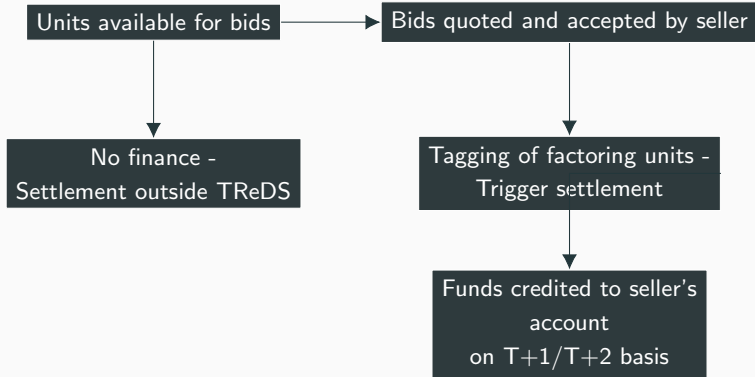 Units available for bids
Bids quoted and accepted by seller
No finance -
Settlement outside TReDS
Tagging of factoring units -
Trigger settlement
Funds credited to seller's
account
on T+1/T+2 basis